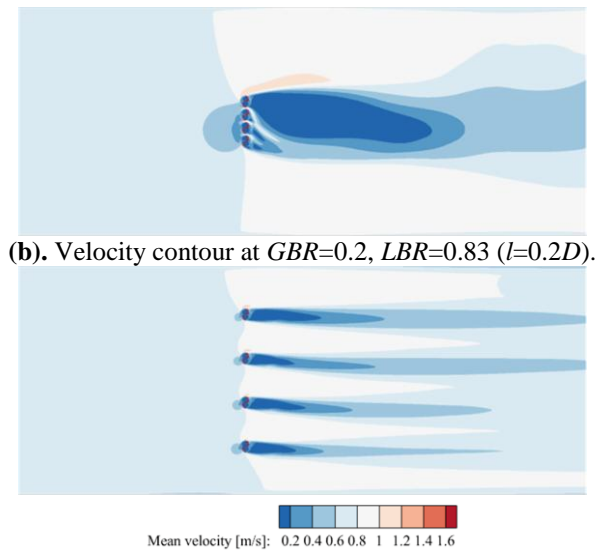 (b). Velocity contour at GBR=0.2, LBR=0.83 (l=0.2D).
Mean velocity [m/s]: 0.2 0.4 0.6 0.8 1 1.2 1.4 1.6